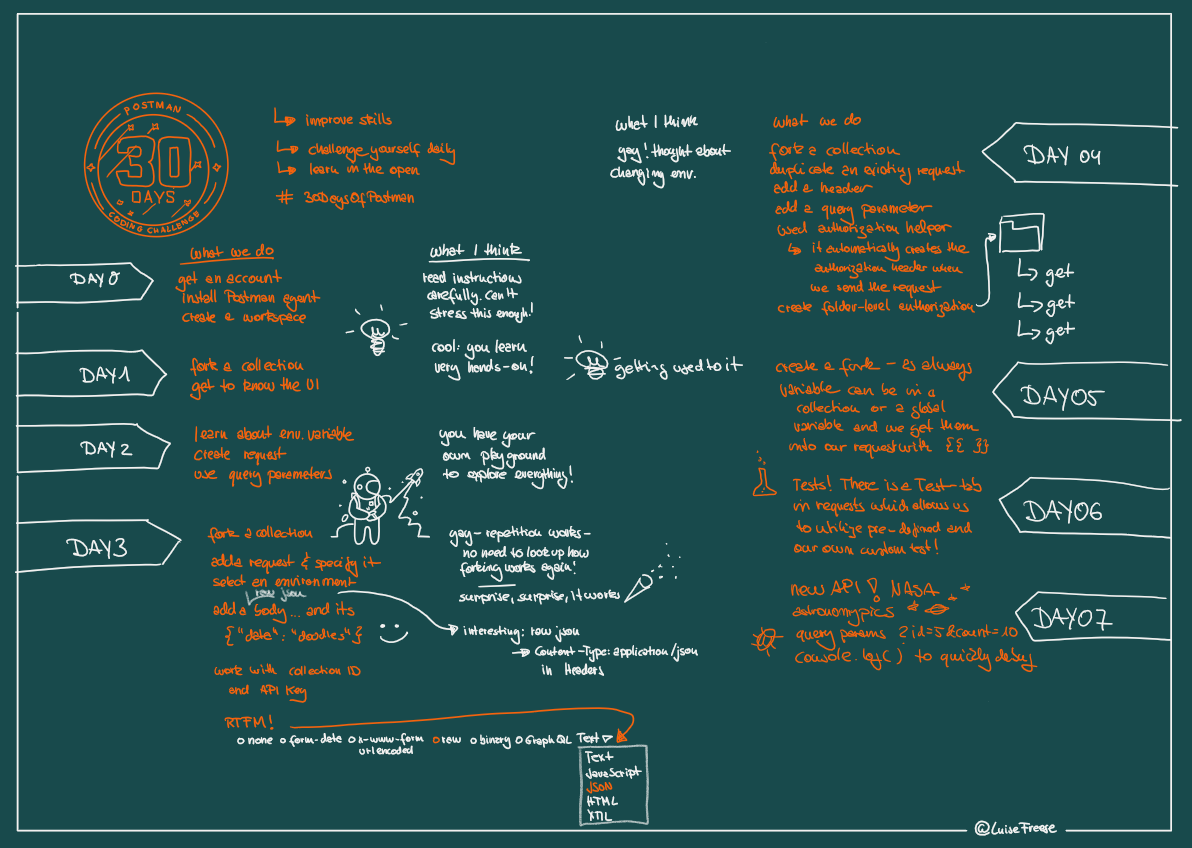 POSTMAN
30
DAYS
CODING CHALLENGE
improve skills
challenge yourself daily
learn in the open
# 30DaysOfPostman
DAY 0
what we do
get an account
install Postman agent
create a workspace
what I think
read instructions
carefully. can't
stress this enough!
cool: you learn
very hands-on!
DAY 1
fork a collection
get to know the UI
DAY 2
learn about env. variable
create request
use query parameters
you have your
own playground
to explore everything!
DAY 3
fork a collection
add a request & specify it
select an environment
raw json
add a body ... and its
{"date": "doodles"}
work with collection ID
and API Key
RTFM!
yay - repetition works -
no need to look up how
forking works again!
surprise, surprise, it works
interesting: raw json
Content-Type: application/json
in Headers
o none o form-data o x-www-form
urlencoded
o raw o binary o GraphQL Text
Text
JavaScript
JSON
HTML
XML
what I think
yay! thought about
changing env.
what we do
fork a collection
duplicate an existing request
add a header
add a query parameter
used authorization helper
it automatically creates the
authorization header when
we send the request
create folder-level authorization
DAY 04
get
get
get
getting used to it
create a fork - as always
variable can be in a
collection or a global
variable and we get them
into our request with {{ }}
DAY 05
Tests! There is a Test-tab
in requests which allows us
to utilize pre-defined and
our own custom test!
DAY 06
new API! NASA
astronomypics
query params ?id=5&count=10
console.log() to quickly debug
DAY 07
@LuiseFreese